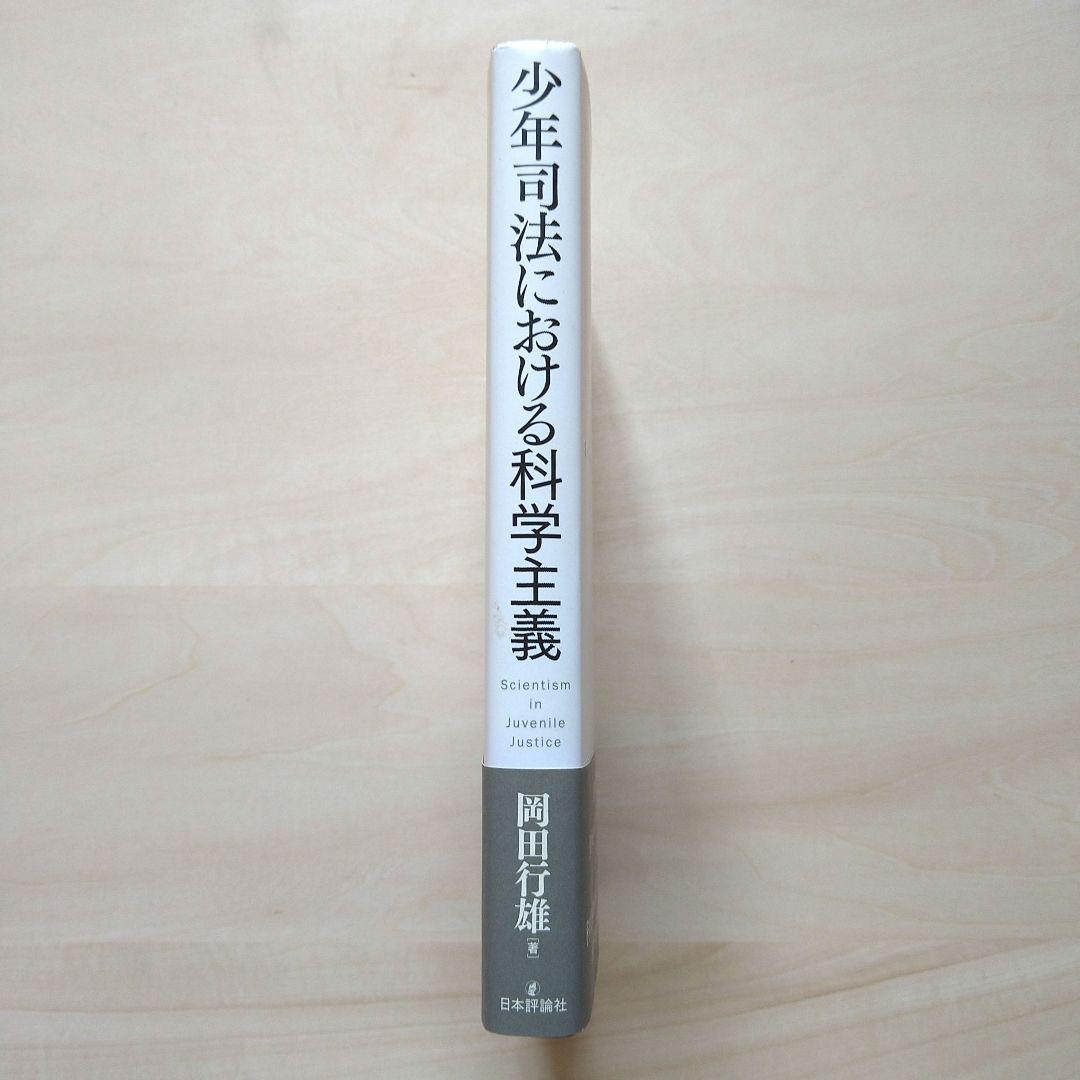 少年司法における科学主義
Scientism
in
Juvenile
Justice
岡田行雄
[著]
日本評論社